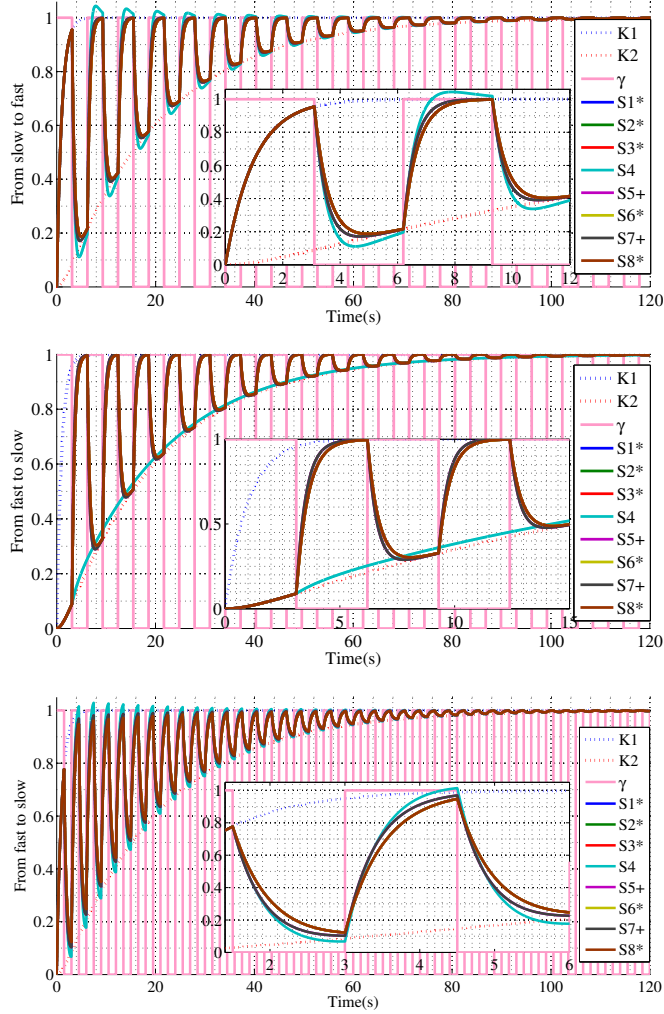 From slow to fast
1
0.8
0.6
0.4
0.2
0
0 20 40 60 80 100 120
Time(s)
1
0.8
0.6
0.4
0.2
0
0 2 4 6 8 10 12
K1
K2
γ
S1*
S2*
S3*
S4
S5+
S6*
S7+
S8*
From fast to slow
1
0.8
0.6
0.4
0.2
0
0 20 40 60 80 100 120
Time(s)
1
0.5
0
0 5 10 15
K1
K2
γ
S1*
S2*
S3*
S4
S5+
S6*
S7+
S8*
From fast to slow
1
0.8
0.6
0.4
0.2
0
0 20 40 60 80 100 120
Time(s)
1
0.8
0.6
0.4
0.2
0
2 3 4 5 6
K1
K2
γ
S1*
S2*
S3*
S4
S5+
S6*
S7+
S8*